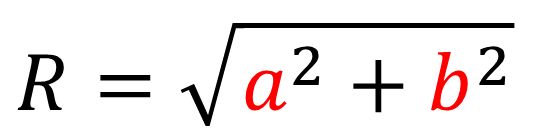 R = √(a² + b²)